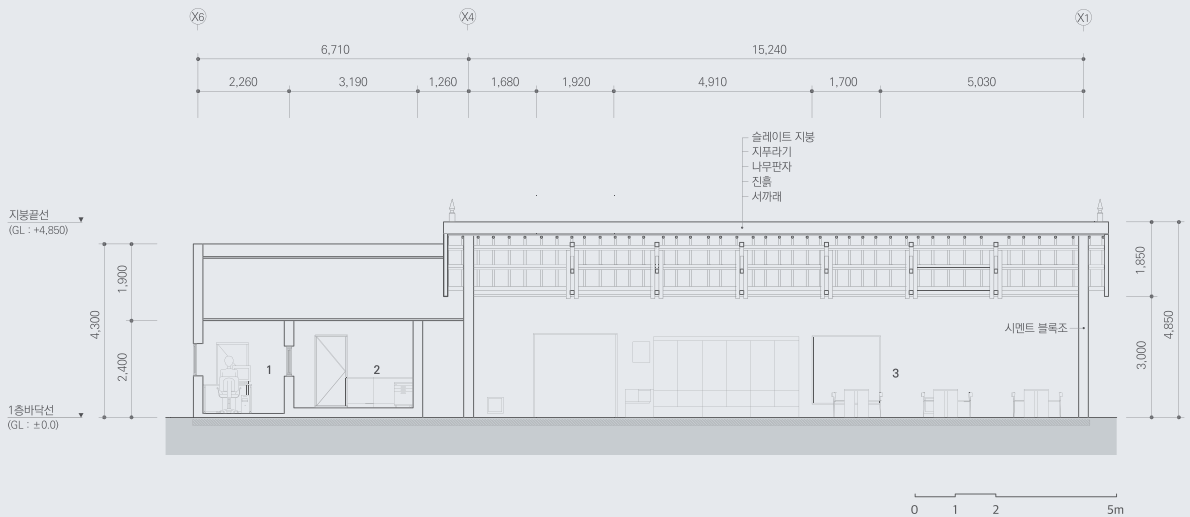 X6
X4
X1
6,710
15,240
2,260
3,190
1,260
1,680
1,920
4,910
1,700
5,030
슬레이트 지붕
지푸라기
나무판자
진흙
서까래
지붕끝선
(GL : +4,850)
1,900
4,300
2,400
1,850
4,850
3,000
시멘트 블록조
1
2
3
1층바닥선
(GL : ±0.0)
0 1 2 5m